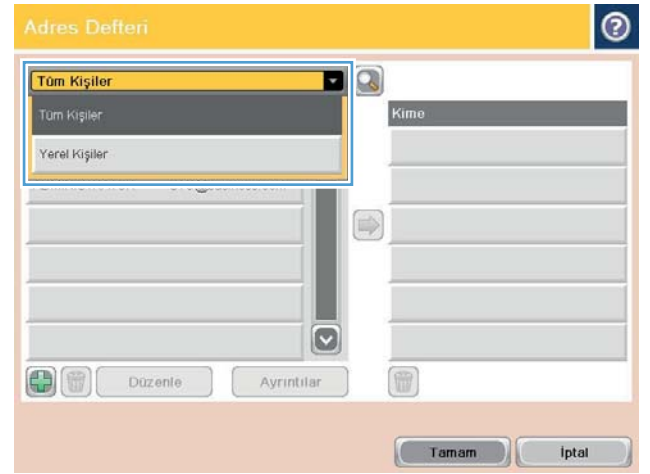 Adres Defteri
Tüm Kişiler
Tüm Kişiler
Kime
Yerel Kişiler
Düzenle
Ayrıntılar
Tamam
İptal